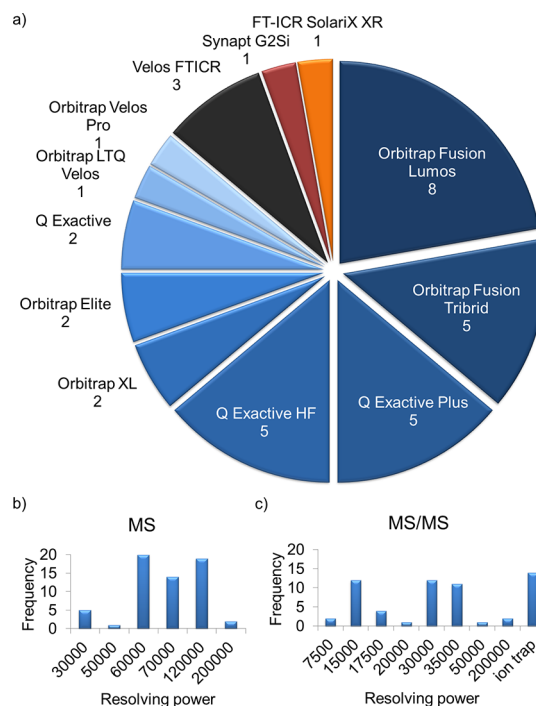 a)
FT-ICR SolariX XR
1
Synapt G2Si
1
Velos FTICR
3
Orbitrap Velos
Pro
1
Orbitrap LTQ
Velos
1
Q Exactive
2
Orbitrap Elite
2
Orbitrap XL
2
Q Exactive HF
5
Q Exactive Plus
5
Orbitrap Fusion
Tribrid
5
Orbitrap Fusion
Lumos
8
b)
MS
Frequency
20
15
10
5
0
30000
50000
60000
70000
120000
200000
Resolving power
c)
MS/MS
Frequency
20
15
10
5
0
7500
15000
17500
20000
30000
35000
50000
200000
ion trap
Resolving power